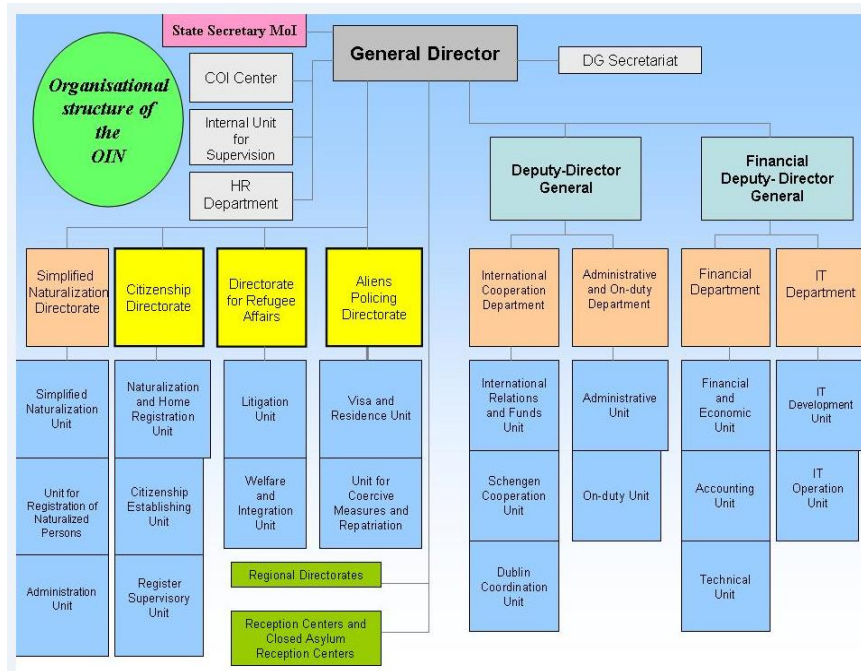 State Secretary MoI
General Director
DG Secretariat
Organisational
structure of
the
OIN
COI Center
Internal Unit
for
Supervision
HR
Department
Deputy-Director
General
Financial
Deputy- Director
General
Simplified
Naturalization
Directorate
Citizenship
Directorate
Directorate
for Refugee
Affairs
Aliens
Policing
Directorate
International
Cooperation
Department
Administrative
and On-duty
Department
Financial
Department
IT
Department
Simplified
Naturalization
Unit
Unit for
Registration of
Naturalized
Persons
Administration
Unit
Naturalization
and Home
Registration
Unit
Citizenship
Establishing
Unit
Register
Supervisory
Unit
Litigation
Unit
Welfare
and
Integration
Unit
Visa and
Residence Unit
Unit for
Coercive
Measures and
Repatriation
Regional Directorates
Reception Centers and
Closed Asylum
Reception Centers
International
Relations
and Funds
Unit
Schengen
Cooperation
Unit
Dublin
Coordination
Unit
Administrative
Unit
On-duty Unit
Financial
and
Economic
Unit
Accounting
Unit
Technical
Unit
IT
Development
Unit
IT
Operation
Unit